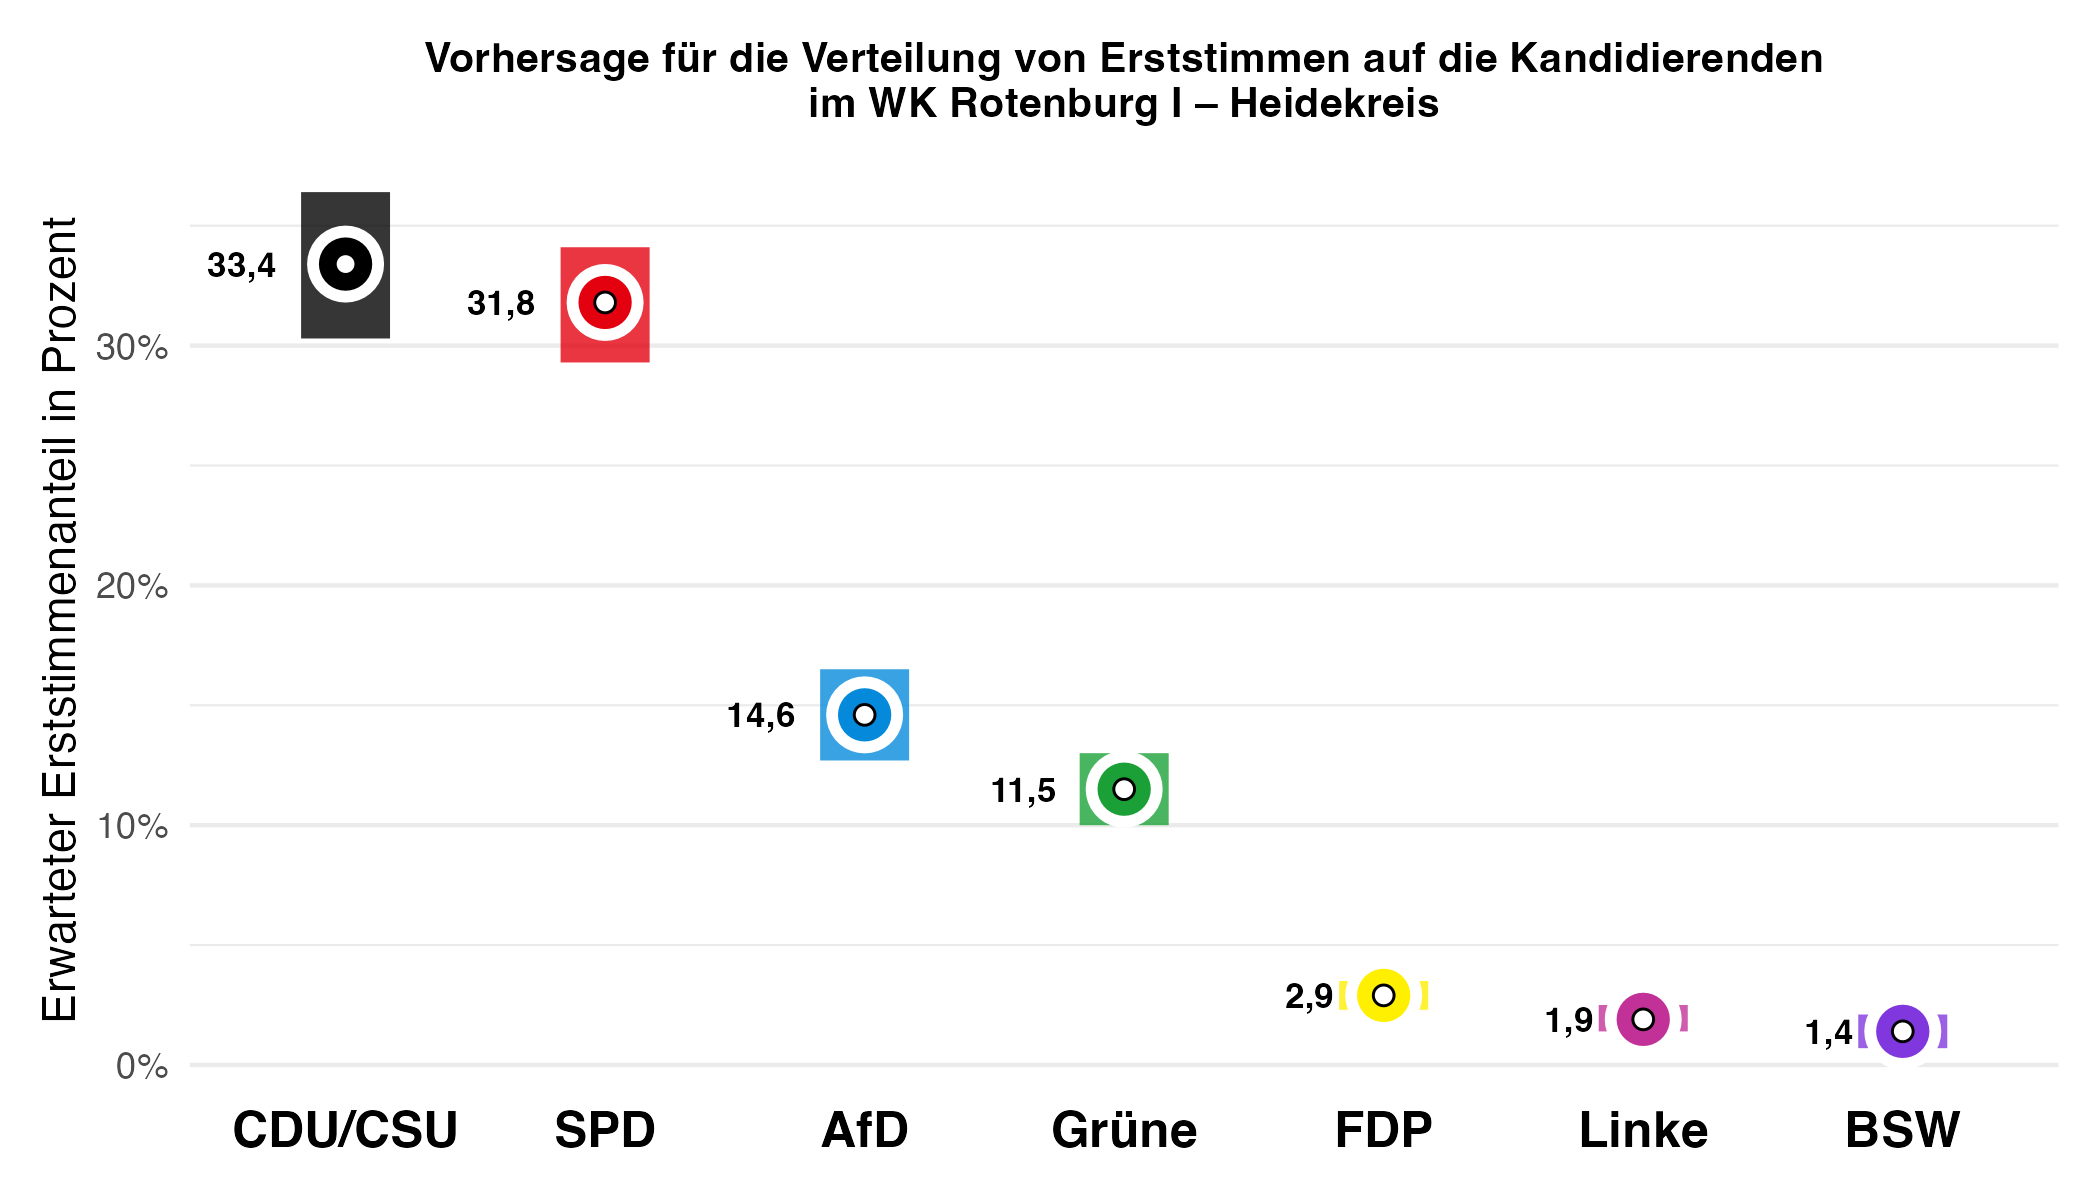 Vorhersage für die Verteilung von Erststimmen auf die Kandidierenden
im WK Rotenburg I – Heidekreis
Erwarteter Erststimmenanteil in Prozent
30%
20%
10%
0%
33,4
31,8
14,6
11,5
2,9
1,9
1,4
CDU/CSU
SPD
AfD
Grüne
FDP
Linke
BSW